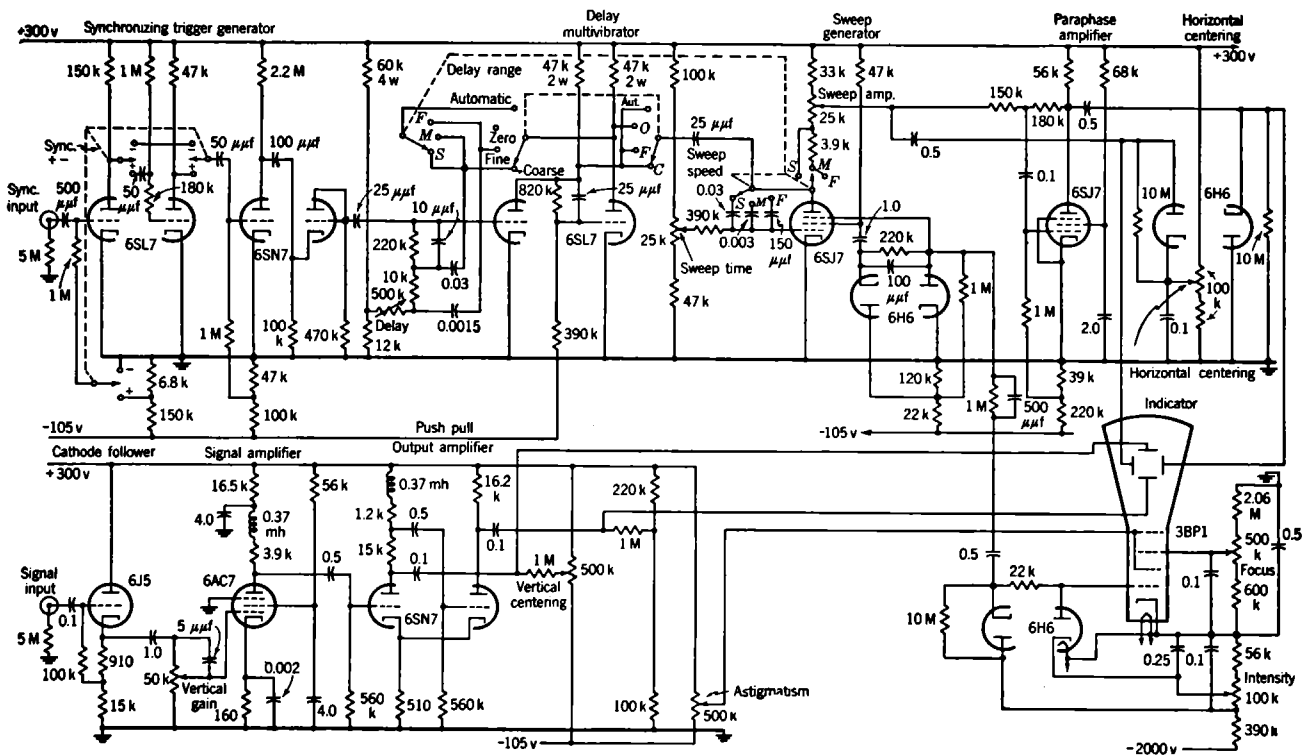 Synchronizing trigger generator
Delay
multivibrator
Sweep
generator
Paraphase
amplifier
Horizontal
centering
+300 v
+300 v
150 k
1 M
47 k
2.2 M
60 k
4 w
Delay range
47 k
2 w
47 k
2 w
100 k
33 k
47 k
56 k
68 k
Automatic
F
M
S
Zero
Fine
Coarse
Aut.
O
F
C
25 μμf
Sweep amp.
25 k
3.9 k
S
M
F
150 k
180 k
0.5
0.5
Sync.
+ −
50
μμf
100
μμf
+
−
+
50
μμf
180 k
Sync.
input
500
μμf
6SL7
6SN7
25 μμf
10 μμf
820 k
25 μμf
6SL7
Sweep
speed
0.03
S
M
F
390 k
0.003
150
μμf
25 k
Sweep time
6SJ7
1.0
220 k
100
μμf
6H6
0.1
6SJ7
10 M
6H6
10 M
5 M
1 M
220 k
10 k
0.03
500 k
Delay
0.0015
12 k
1 M
100
k
470 k
390 k
47 k
1 M
1 M
2.0
0.1
100
k
Horizontal centering
−
+
6.8 k
150 k
47 k
100 k
120 k
22 k
1 M
500
μμf
39 k
220 k
−105 v
−105 v
Indicator
Cathode follower
+300 v
Signal amplifier
Push pull
Output amplifier
16.5 k
56 k
4.0
0.37
mh
3.9 k
0.37 mh
1.2 k
0.5
15 k
0.1
16.2
k
0.1
220 k
1 M
1 M
500 k
Vertical
centering
2.06
M
500
k
Focus
600
k
0.5
3BP1
0.1
Signal
input
6J5
6AC7
0.5
6SN7
0.5
22 k
10 M
6H6
0.25
0.1
56 k
Intensity
100 k
390 k
−2000 v
5 M
0.1
100 k
910
15 k
1.0
5 μμf
50 k
Vertical
gain
160
0.002
4.0
560
k
510
560 k
100 k
Astigmatism
500 k
−105 v